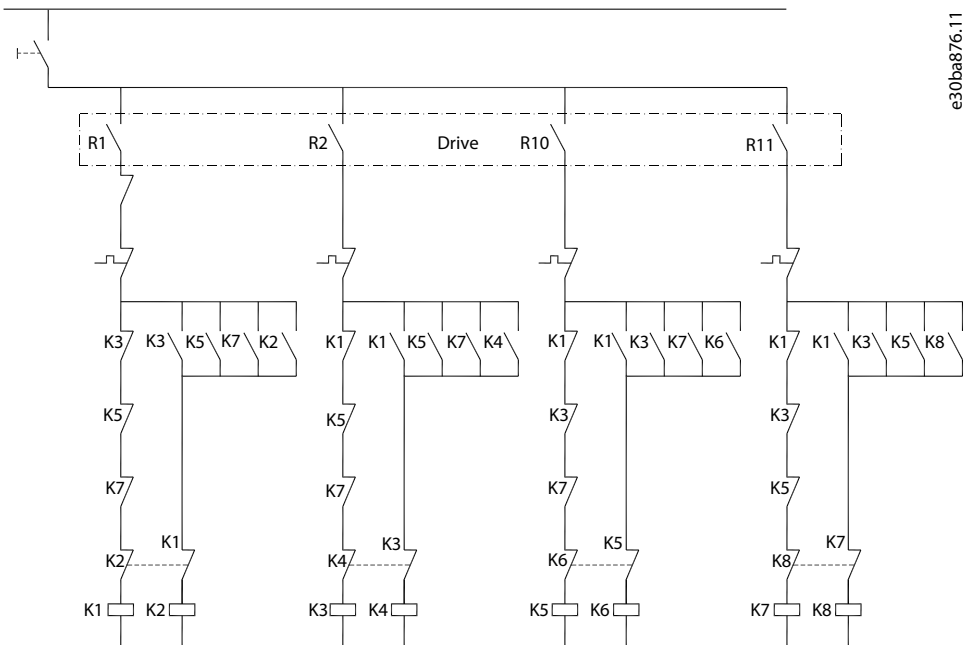 e30ba876.11
R1 R2 Drive R10 R11
K3 K3 K5 K7 K2 K1 K1 K5 K7 K4 K1 K1 K3 K7 K6 K1 K1 K3 K5 K8
K5 K5 K3 K3
K7 K7 K7 K5
K1 K3 K5 K7
K2 K4 K6 K8
K1 K2 K3 K4 K5 K6 K7 K8